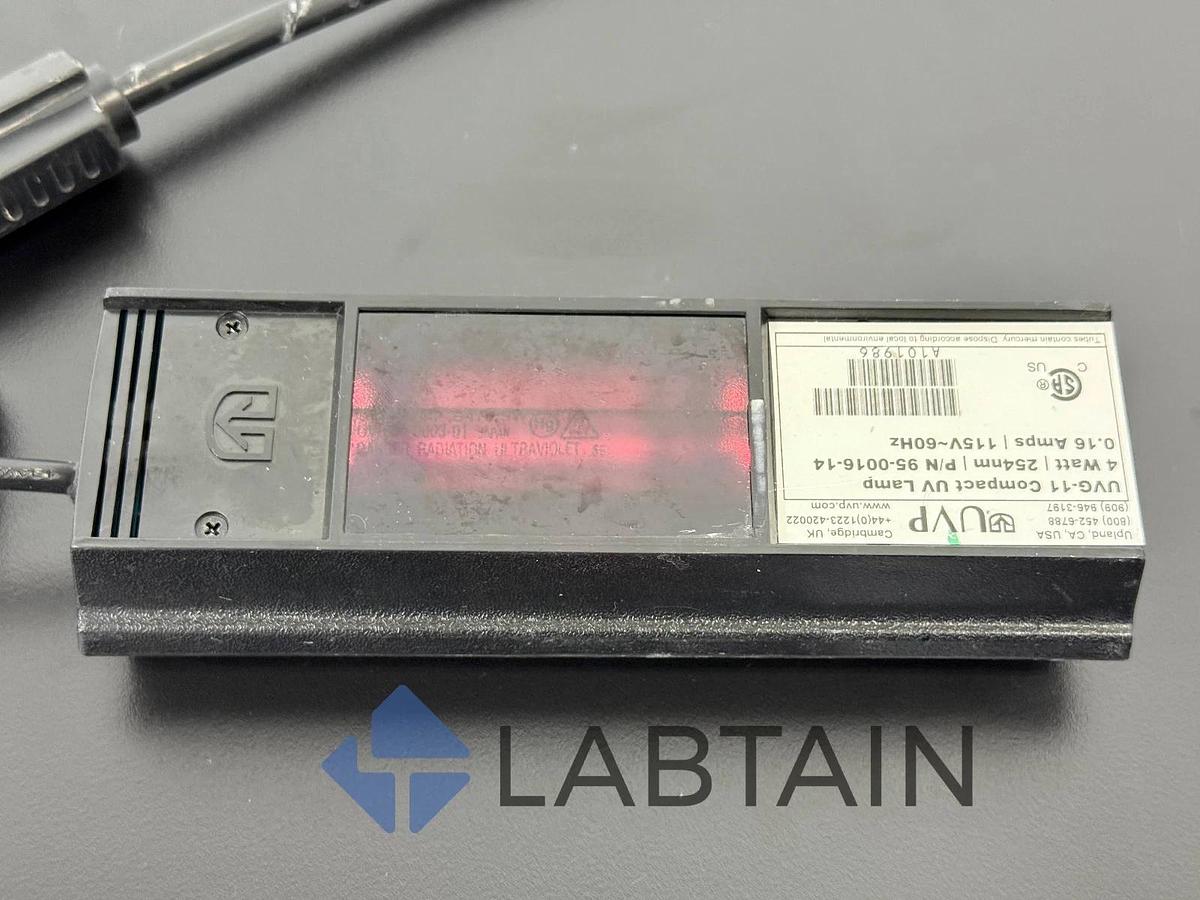 Upland, CA, USA
(800) 452-6788
(909) 946-3197
UVP
Cambridge, UK
+44(0)1223-420022
www.uvp.com
UVG-11 Compact UV Lamp
4 Watt | 254nm P/N 95-0016-14
0.16 Amps | 115V~60Hz
C US
A101986
Tubes contain mercury. Dispose according to local environmental
Hg
RADIATION ULTRAVIOLET
LABTAIN